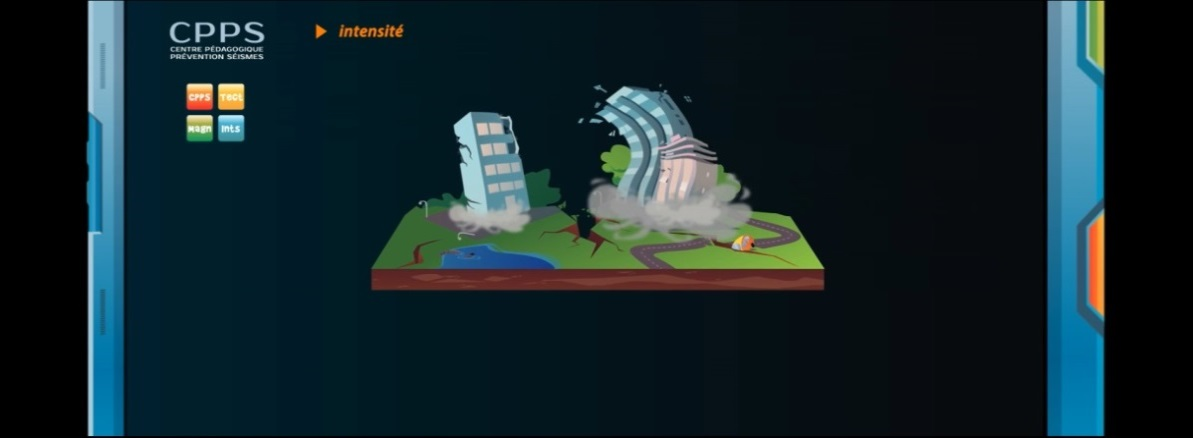 CPPS
CENTRE PÉDAGOGIQUE
PRÉVENTION SÉISMES
intensité
CPPS Tect
Magn Ints